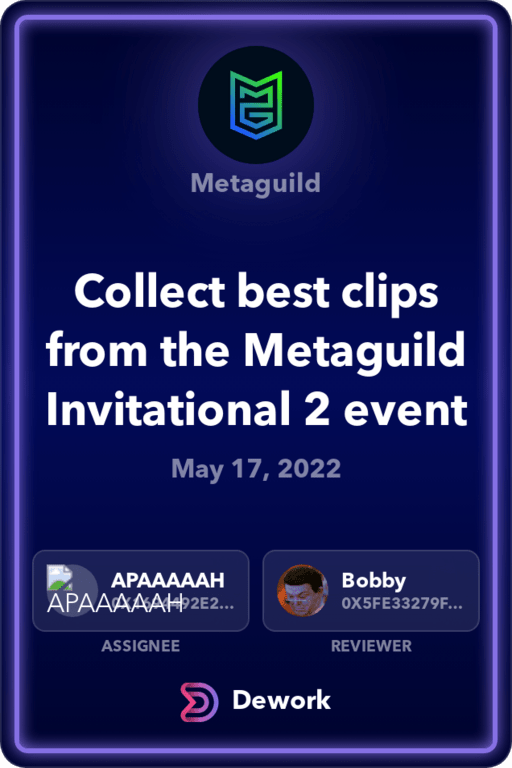 Metaguild
Collect best clips
from the Metaguild
Invitational 2 event
May 17, 2022
APAAAAAH
APAAAAAH
Bobby
0X5FE33279F...
ASSIGNEE
REVIEWER
Dework